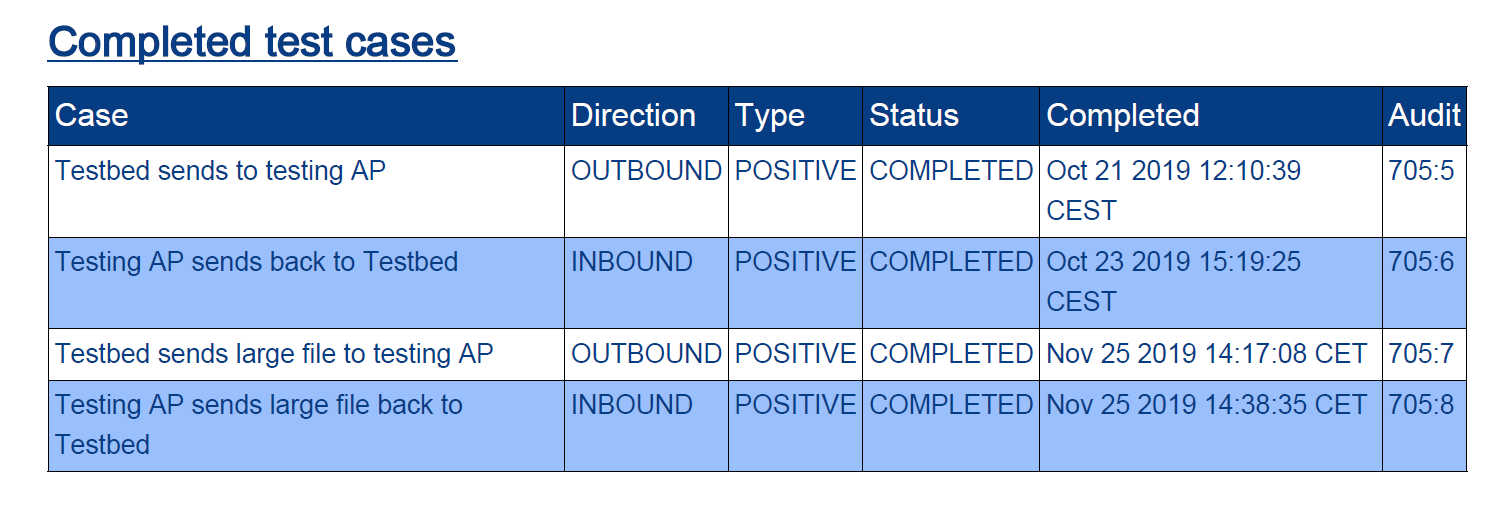 Completed test cases
Case Direction Type Status Completed Audit
Testbed sends to testing AP OUTBOUND POSITIVE COMPLETED Oct 21 2019 12:10:39 705:5
CEST
Testing AP sends back to Testbed INBOUND POSITIVE COMPLETED Oct 23 2019 15:19:25 705:6
CEST
Testbed sends large file to testing AP OUTBOUND POSITIVE COMPLETED Nov 25 2019 14:17:08 CET 705:7
Testing AP sends large file back to INBOUND POSITIVE COMPLETED Nov 25 2019 14:38:35 CET 705:8
Testbed